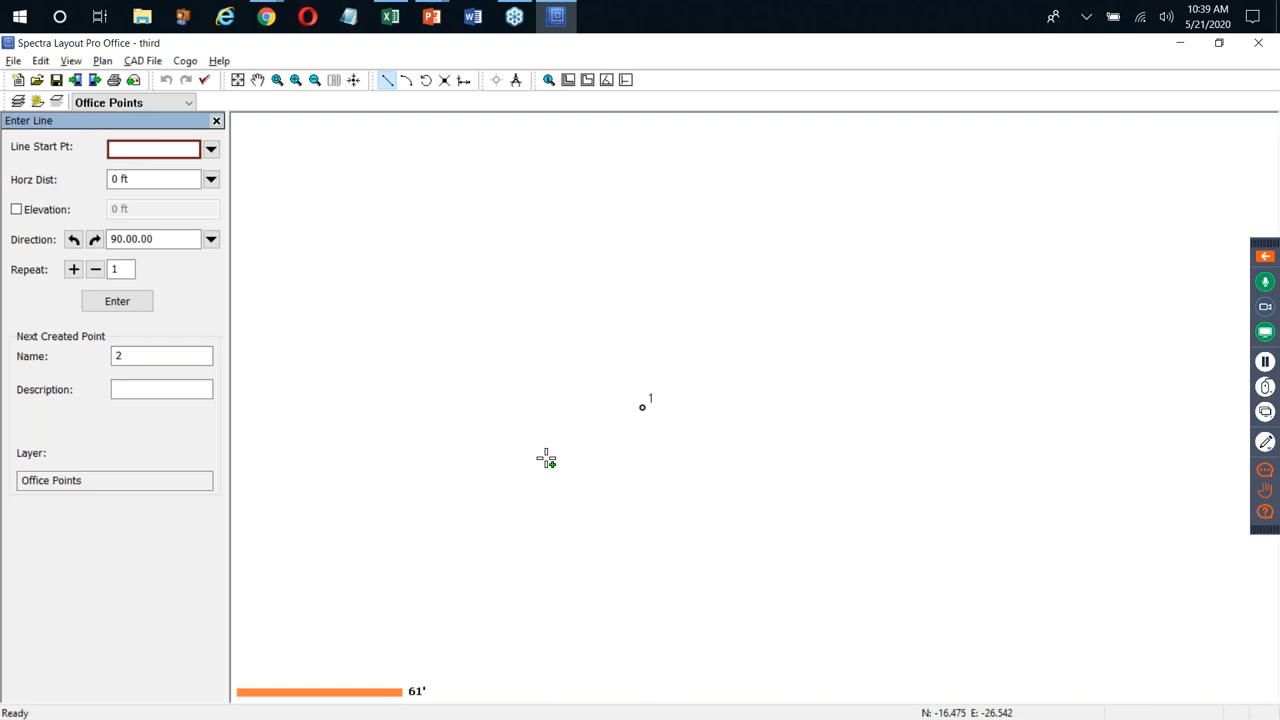 10:39 AM
5/21/2020
Spectra Layout Pro Office - third
File Edit View Plan CAD File Cogo Help
Office Points
Enter Line
Line Start Pt:
Horz Dist: 0 ft
Elevation: 0 ft
Direction: 90.00.00
Repeat: 1
Enter
Next Created Point
Name: 2
Description:
Layer:
Office Points
1
61'
Ready
N: -16.475 E: -26.542